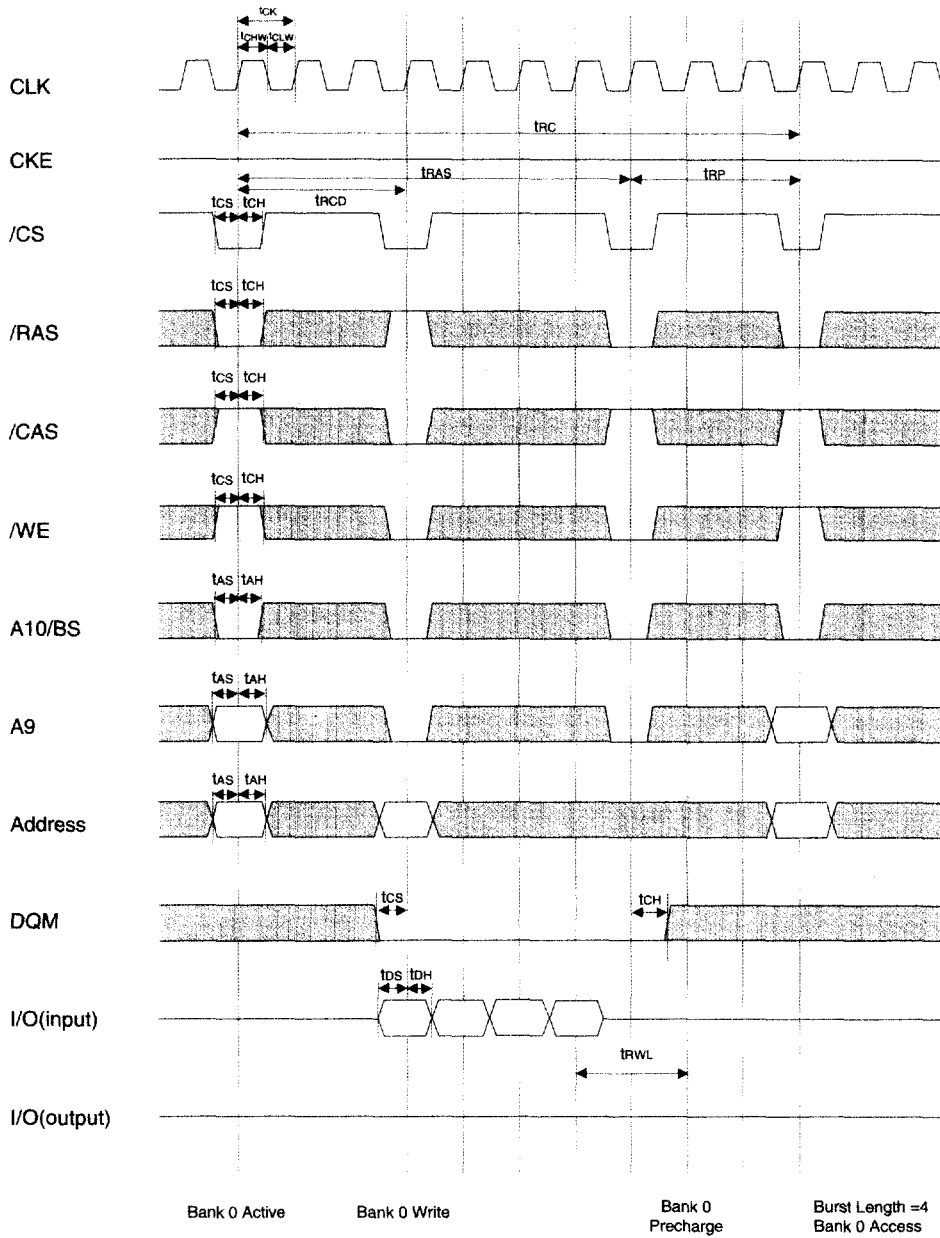 tCK
tCHW tCLW
CLK
tRC
CKE
tRAS tRP
tRCD
tCS tCH
/CS
tCS tCH
/RAS
tCS tCH
/CAS
tCS tCH
/WE
tAS tAH
A10/BS
tAS tAH
A9
tAS tAH
Address
tCS tCH
DQM
tDS tDH
I/O(input)
tRWL
I/O(output)
Bank 0 Active
Bank 0 Write
Bank 0
Precharge
Burst Length =4
Bank 0 Access